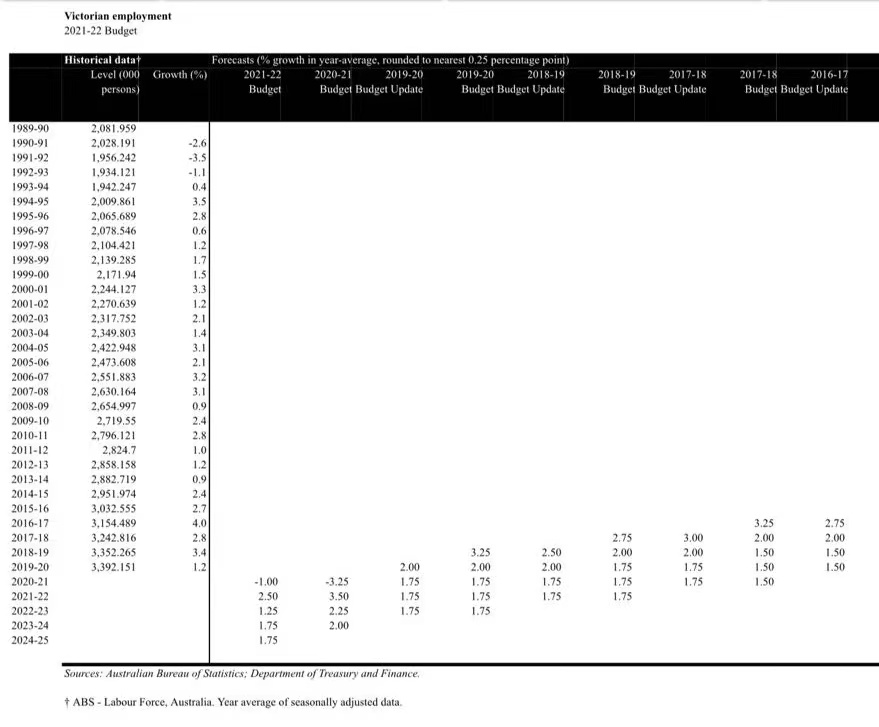 Victorian employment
2021-22 Budget
Historical data† Forecasts (% growth in year-average, rounded to nearest 0.25 percentage point)
Level (000 Growth (%) 2021-22 2020-21 2019-20 2019-20 2018-19 2018-19 2017-18 2017-18 2016-17
persons) Budget Budget Budget Update Budget Budget Update Budget Budget Update Budget Budget Update
1989-90 2,081.959
1990-91 2,028.191 -2.6
1991-92 1,956.242 -3.5
1992-93 1,934.121 -1.1
1993-94 1,942.247 0.4
1994-95 2,009.861 3.5
1995-96 2,065.689 2.8
1996-97 2,078.546 0.6
1997-98 2,104.421 1.2
1998-99 2,139.285 1.7
1999-00 2,171.94 1.5
2000-01 2,244.127 3.3
2001-02 2,270.639 1.2
2002-03 2,317.752 2.1
2003-04 2,349.803 1.4
2004-05 2,422.948 3.1
2005-06 2,473.608 2.1
2006-07 2,551.883 3.2
2007-08 2,630.164 3.1
2008-09 2,654.997 0.9
2009-10 2,719.55 2.4
2010-11 2,796.121 2.8
2011-12 2,824.7 1.0
2012-13 2,858.158 1.2
2013-14 2,882.719 0.9
2014-15 2,951.974 2.4
2015-16 3,032.555 2.7
2016-17 3,154.489 4.0 3.25 2.75
2017-18 3,242.816 2.8 2.75 3.00 2.00 2.00
2018-19 3,352.265 3.4 3.25 2.50 2.00 2.00 1.50 1.50
2019-20 3,392.151 1.2 2.00 2.00 2.00 1.75 1.75 1.50 1.50
2020-21 -1.00 -3.25 1.75 1.75 1.75 1.75 1.75 1.50
2021-22 2.50 3.50 1.75 1.75 1.75 1.75
2022-23 1.25 2.25 1.75 1.75
2023-24 1.75 2.00
2024-25 1.75
Sources: Australian Bureau of Statistics; Department of Treasury and Finance.
† ABS - Labour Force, Australia. Year average of seasonally adjusted data.